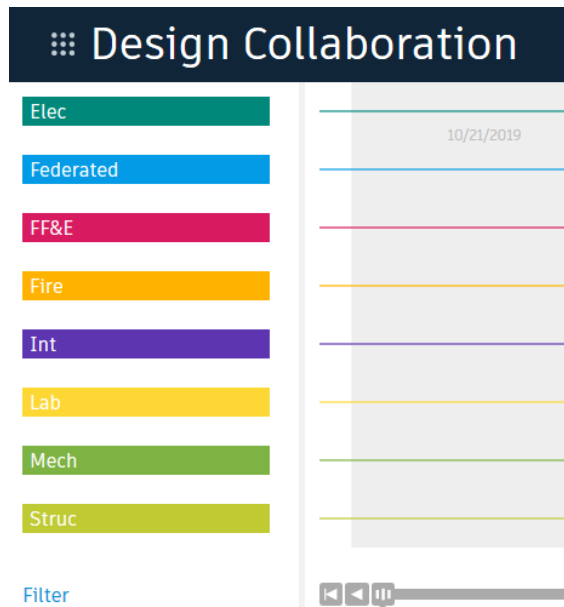 Design Collaboration
Elec
10/21/2019
Federated
FF&E
Fire
Int
Lab
Mech
Struc
Filter